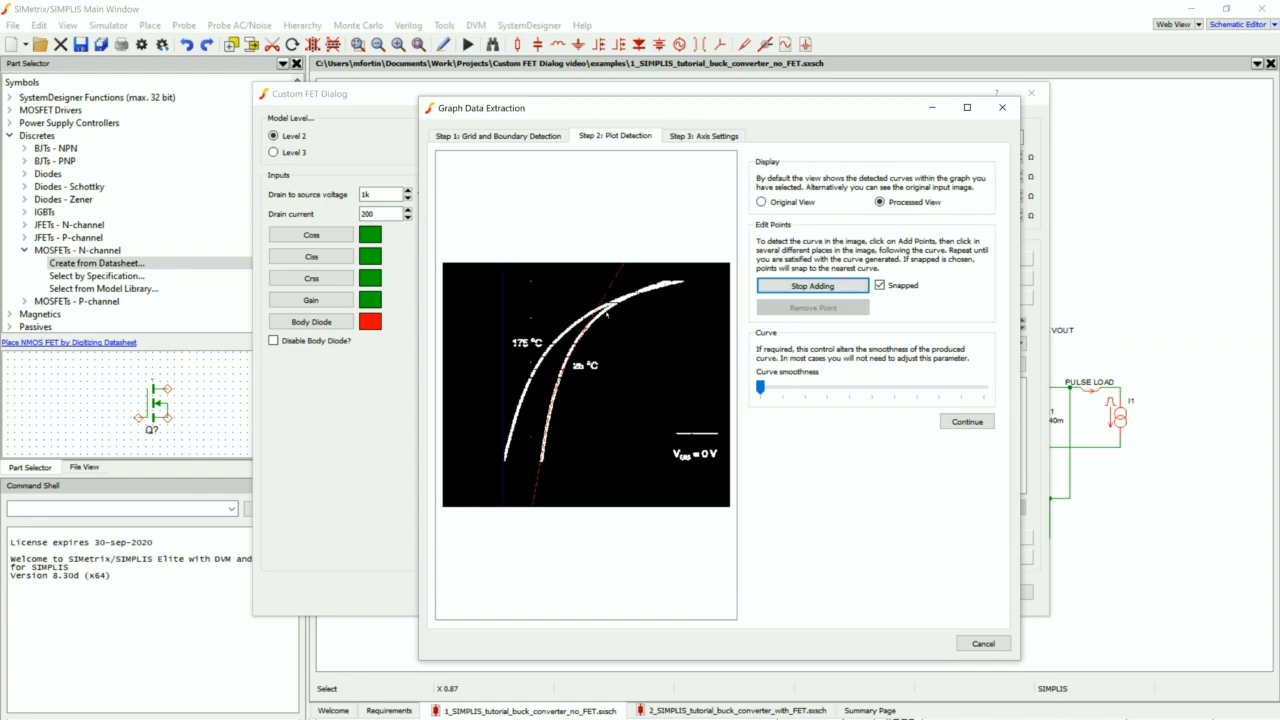 SIMetrix/SIMPLIS Main Window
File Edit View Simulator Place Probe Probe AC/Noise Hierarchy Monte Carlo Verilog Tools DVM SystemDesigner Help
Web View
Schematic Editor
Part Selector
C:\Users\mfortin\Documents\Work\Projects\Custom FET Dialog video\examples\1_SIMPLIS_tutorial_buck_converter_no_FET.sxsch
Symbols
SystemDesigner Functions (max. 32 bit)
MOSFET Drivers
Power Supply Controllers
Discretes
BJTs - NPN
BJTs - PNP
Diodes
Diodes - Schottky
Diodes - Zener
IGBTs
JFETs - N-channel
JFETs - P-channel
MOSFETs - N-channel
Create from Datasheet...
Select by Specification...
Select from Model Library...
MOSFETs - P-channel
Magnetics
Passives
Place NMOS FET by Digitizing Datasheet
Q?
Part Selector File View
Command Shell
License expires 30-sep-2020
Welcome to SIMetrix/SIMPLIS Elite with DVM and
for SIMPLIS
Version 8.30d (x64)
Custom FET Dialog
?
Model Level...
Level 2
Level 3
Inputs
Drain to source voltage 1k
Drain current 200
Coss
Ciss
Crss
Gain
Body Diode
Disable Body Diode?
Graph Data Extraction
Step 1: Grid and Boundary Detection Step 2: Plot Detection Step 3: Axis Settings
175 °C
25 °C
V_GS = 0 V
Display
By default the view shows the detected curves within the graph you
have selected. Alternatively you can see the original input image.
Original View Processed View
Edit Points
To detect the curve in the image, click on Add Points, then click in
several different places in the image, following the curve. Repeat until
you are satisfied with the curve generated. If snapped is chosen,
points will snap to the nearest curve.
Stop Adding Snapped
Remove Point
Curve
If required, this control alters the smoothness of the produced
curve. In most cases you will not need to adjust this parameter.
Curve smoothness
Continue
Cancel
Ω
Ω
Ω
Ω
VOUT
PULSE LOAD
I1
1
40m
Select X 0.87 SIMPLIS
Welcome Requirements 1_SIMPLIS_tutorial_buck_converter_no_FET.sxsch 2_SIMPLIS_tutorial_buck_converter_with_FET.sxsch Summary Page